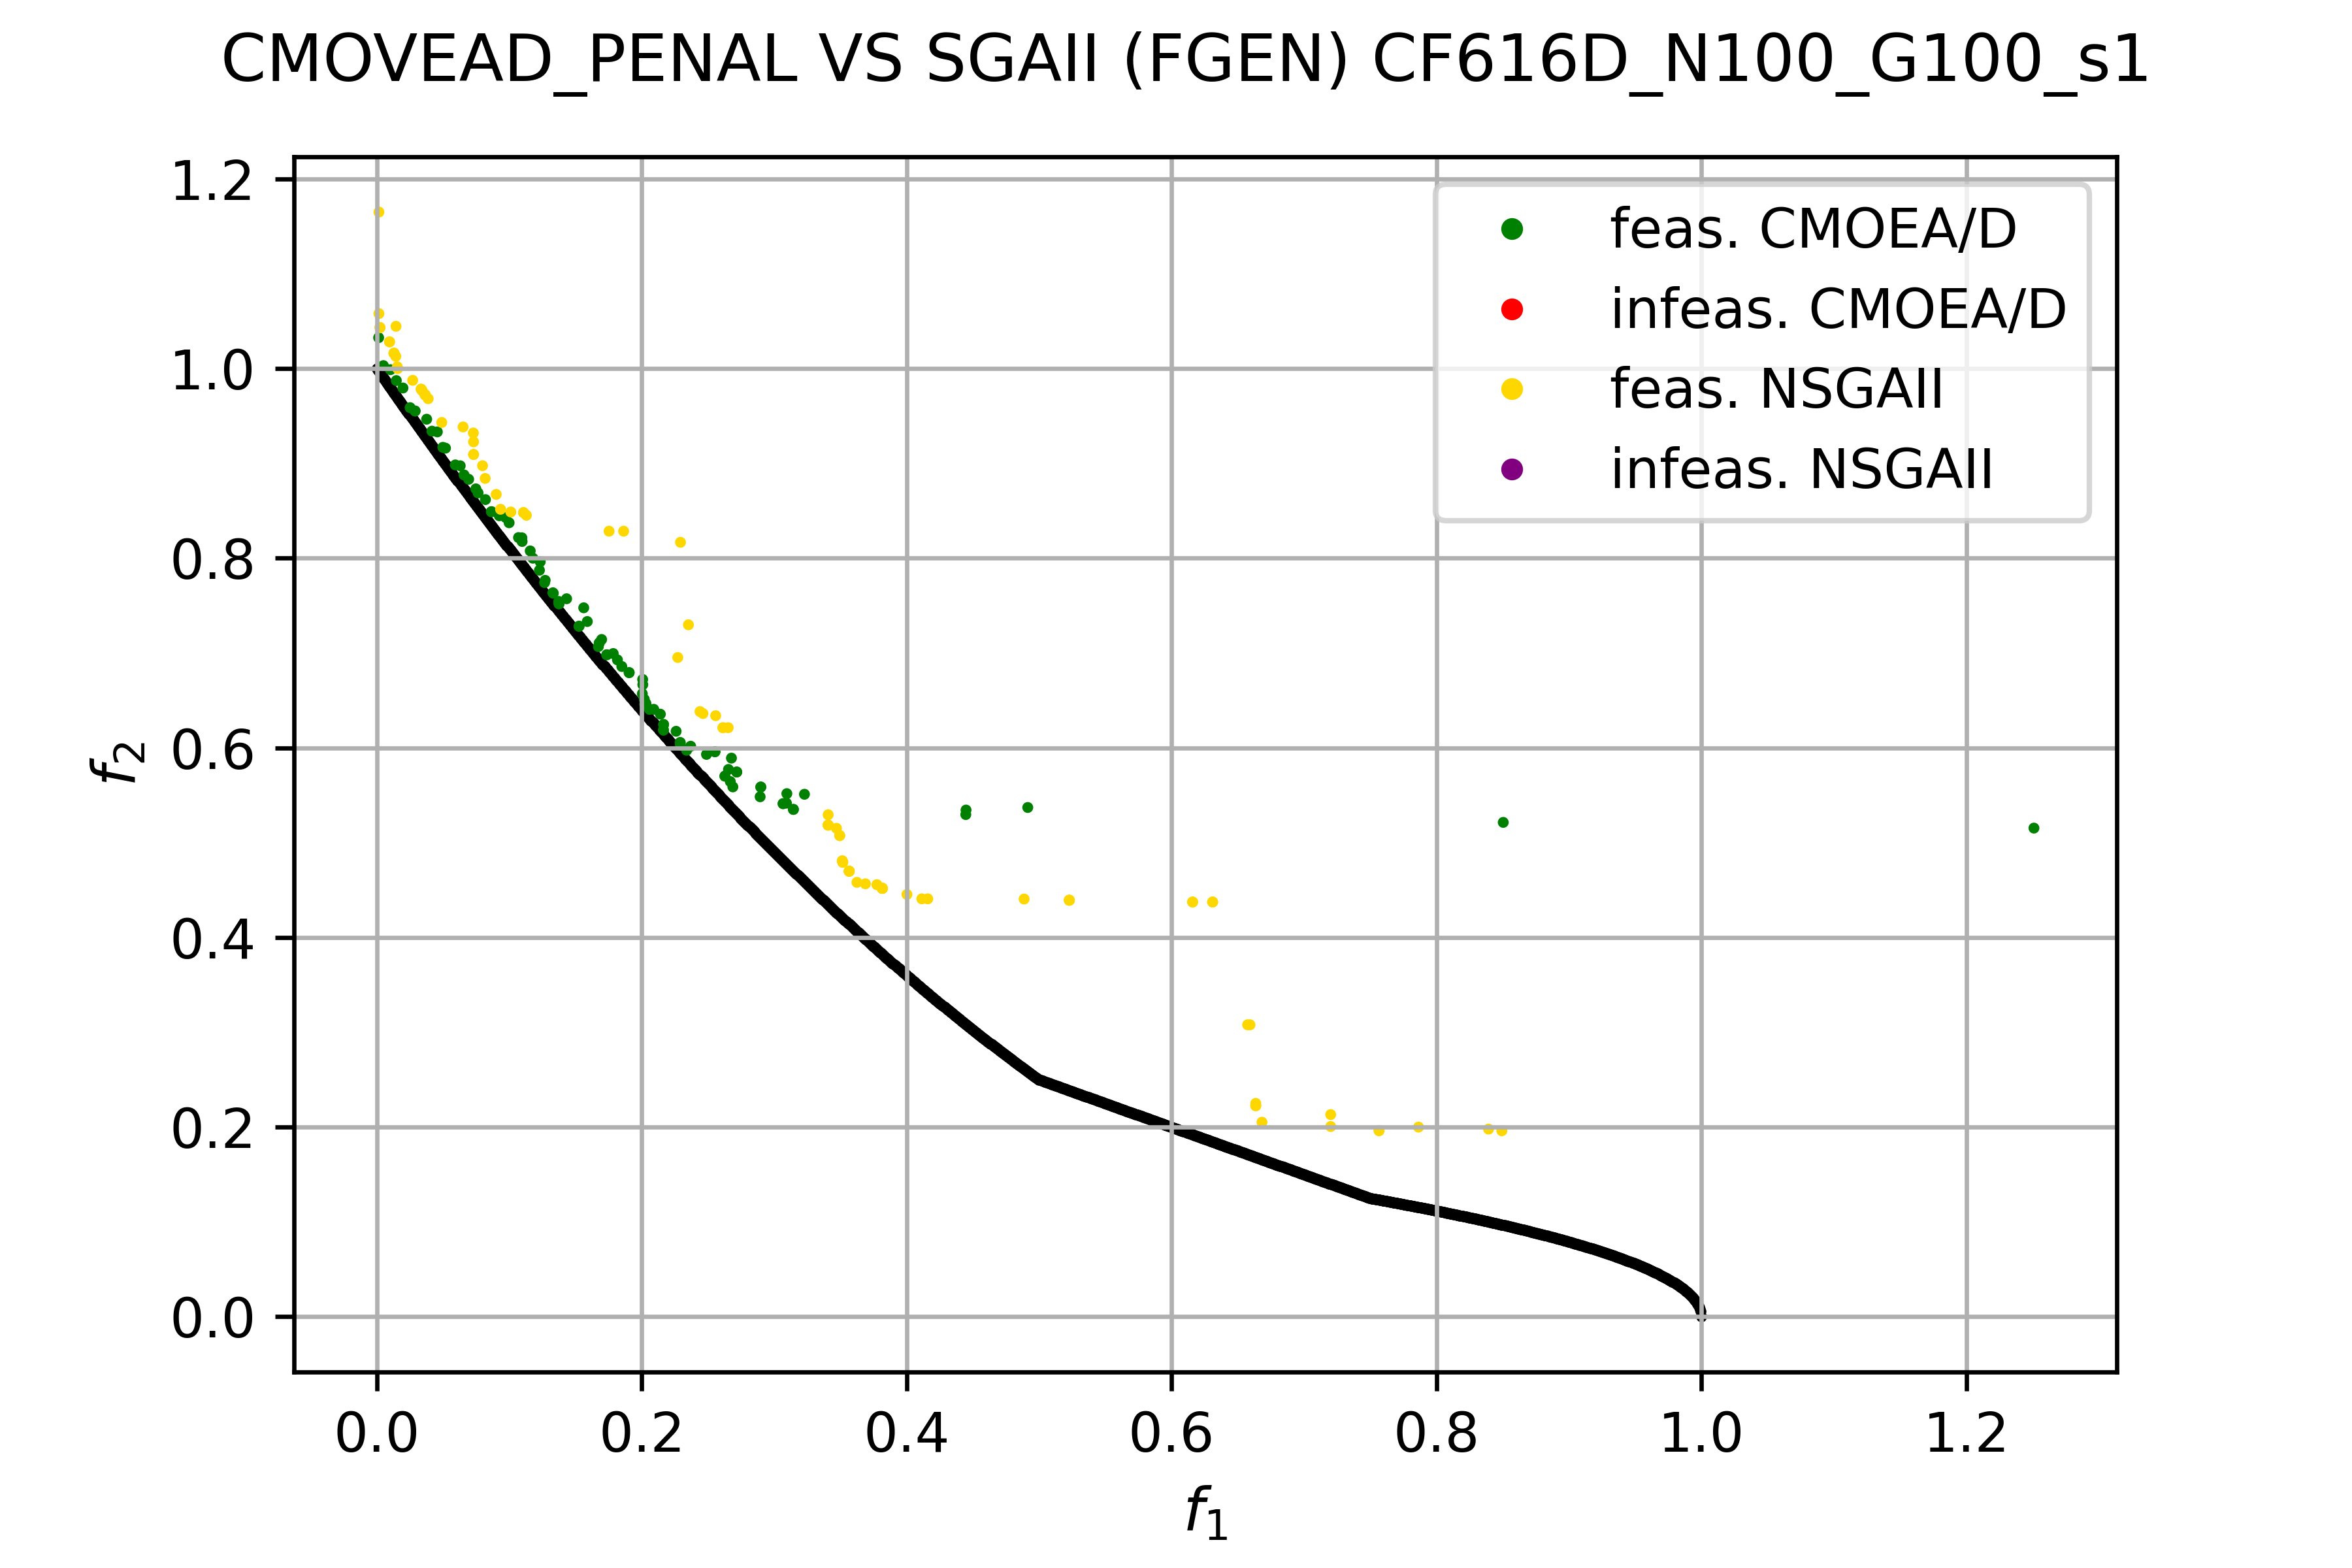 CMOVEAD_PENAL VS SGAII (FGEN) CF616D_N100_G100_s1
1.2
1.0
0.8
0.6
0.4
0.2
0.0
f2
feas. CMOEA/D
infeas. CMOEA/D
feas. NSGAII
infeas. NSGAII
0.0 0.2 0.4 0.6 0.8 1.0 1.2
f1